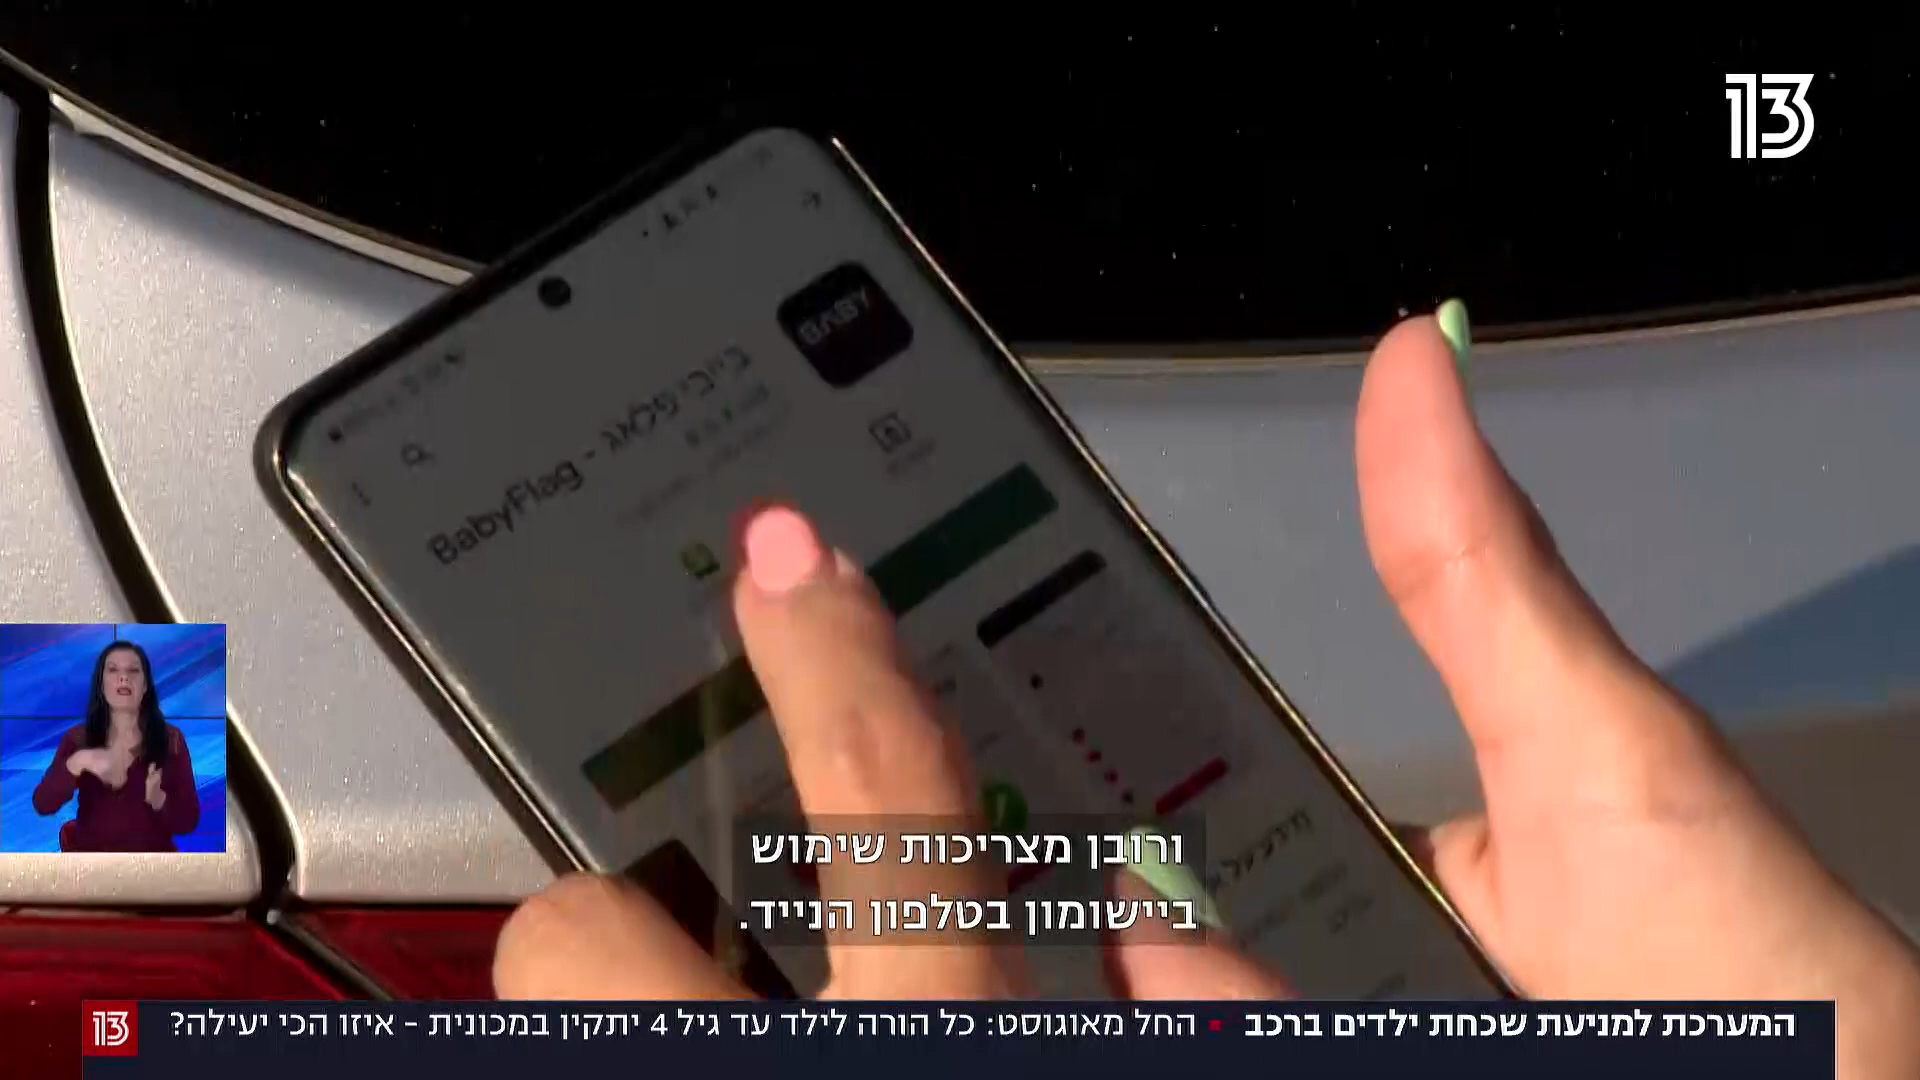 13
BABY
בייבי פלאג - BabyFlag
ורובן מצריכות שימוש
ביישומון בטלפון הנייד.
המערכת למניעת שכחת ילדים ברכב ▪ החל מאוגוסט: כל הורה לילד עד גיל 4 יתקין במכונית - איזו הכי יעילה?
13